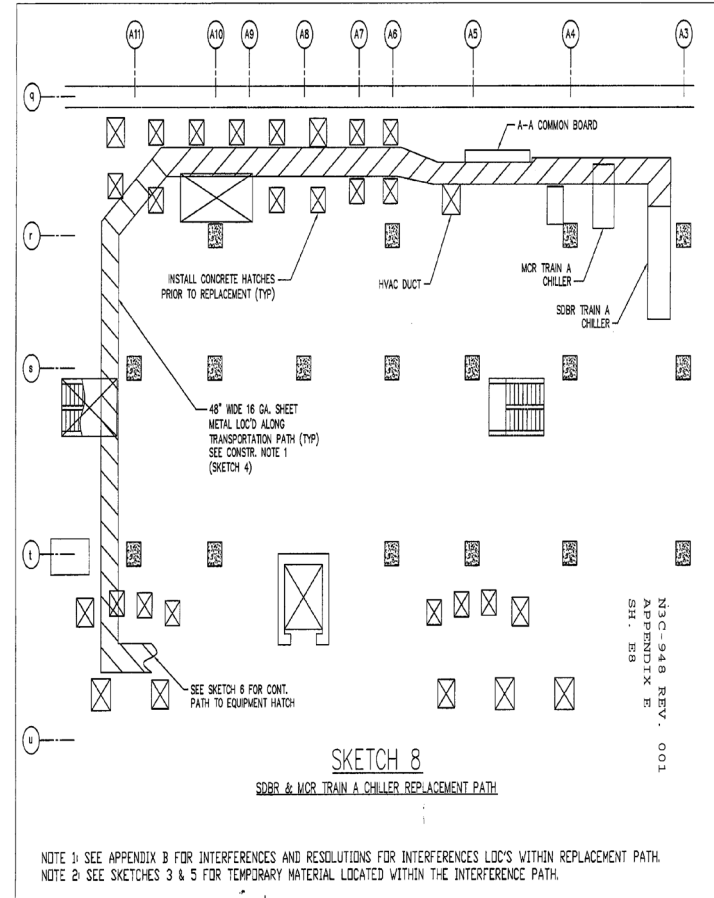 A11 A10 A9 A8 A7 A6 A5 A4 A3
q
A-A COMMON BOARD
r
INSTALL CONCRETE HATCHES
PRIOR TO REPLACEMENT (TYP)
HVAC DUCT
MCR TRAIN A
CHILLER
SDBR TRAIN A
CHILLER
s
48" WIDE 16 GA. SHEET
METAL LOC'D ALONG
TRANSPORTATION PATH (TYP)
SEE CONSTR. NOTE 1
(SKETCH 4)
t
N3C-948 REV. 001
APPENDIX E
SH. E8
SEE SKETCH 6 FOR CONT.
PATH TO EQUIPMENT HATCH
u
SKETCH 8
SDBR & MCR TRAIN A CHILLER REPLACEMENT PATH
NOTE 1: SEE APPENDIX B FOR INTERFERENCES AND RESOLUTIONS FOR INTERFERENCES LOC'S WITHIN REPLACEMENT PATH.
NOTE 2: SEE SKETCHES 3 & 5 FOR TEMPORARY MATERIAL LOCATED WITHIN THE INTERFERENCE PATH.